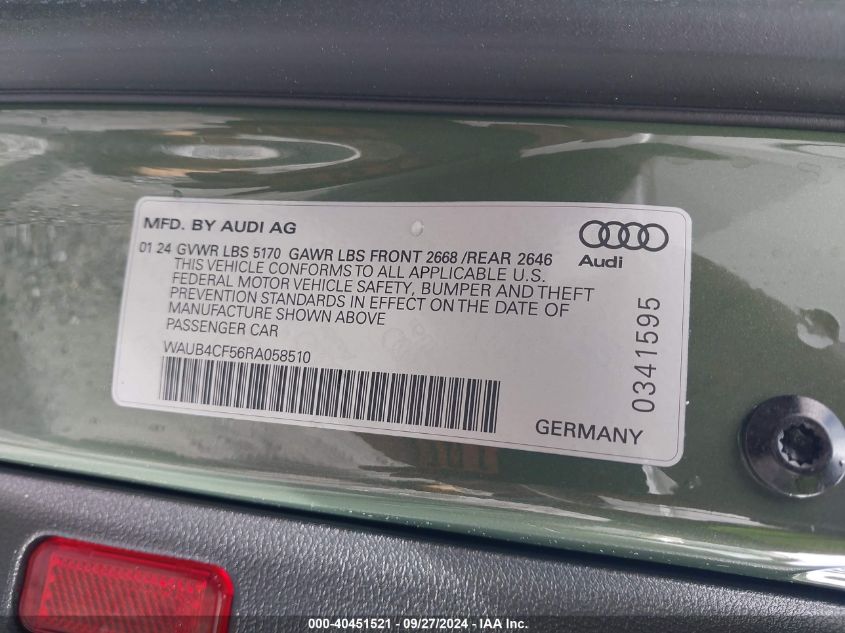 MFD. BY AUDI AG
01 24 GVWR LBS 5170 GAWR LBS FRONT 2668 /REAR 2646
THIS VEHICLE CONFORMS TO ALL APPLICABLE U.S.
FEDERAL MOTOR VEHICLE SAFETY, BUMPER AND THEFT
PREVENTION STANDARDS IN EFFECT ON THE DATE OF
MANUFACTURE SHOWN ABOVE
PASSENGER CAR
WAUB4CF56RA058510
Audi
0341595
GERMANY
000-40451521 - 09/27/2024 - IAAI.com